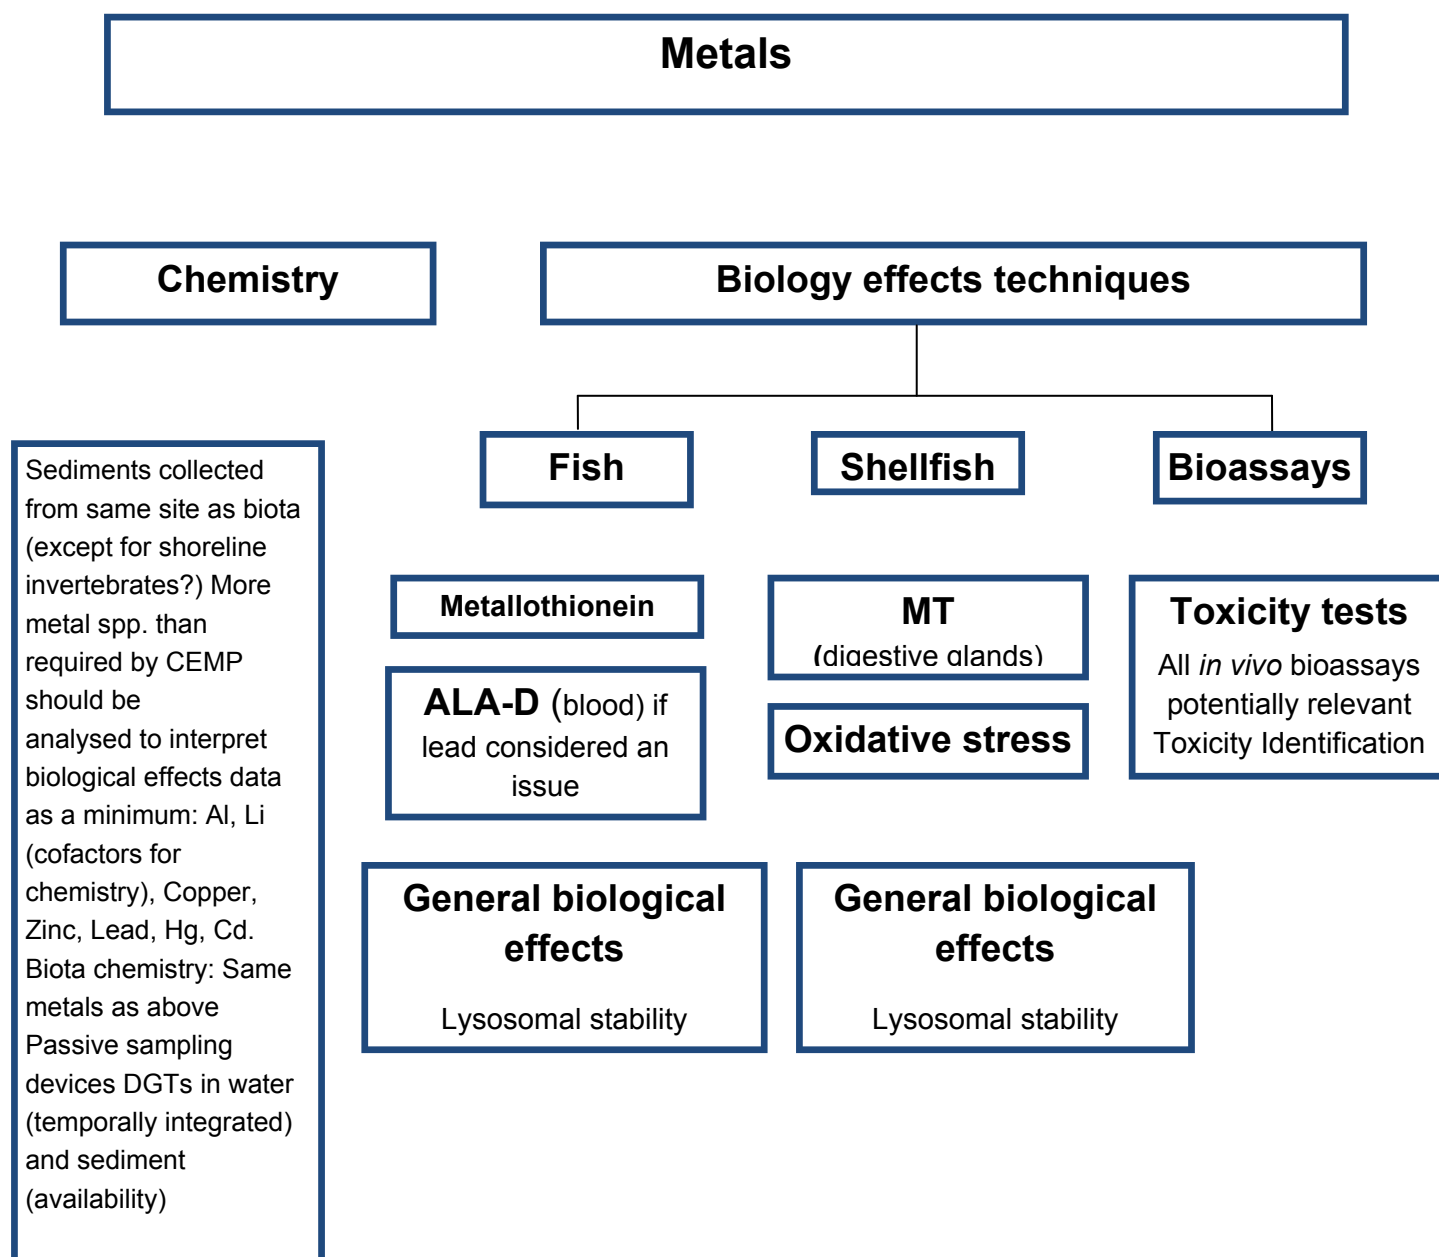 Metals
Chemistry
Biology effects techniques
Sediments collected
from same site as biota
(except for shoreline
invertebrates?) More
metal spp. than
required by CEMP
should be
analysed to interpret
biological effects data
as a minimum: Al, Li
(cofactors for
chemistry), Copper,
Zinc, Lead, Hg, Cd.
Biota chemistry: Same
metals as above
Passive sampling
devices DGTs in water
(temporally integrated)
and sediment
(availability)
Fish
Metallothionein
ALA-D (blood) if
lead considered an
issue
General biological
effects
Lysosomal stability
Shellfish
MT
(digestive glands)
Oxidative stress
General biological
effects
Lysosomal stability
Bioassays
Toxicity tests
All in vivo bioassays
potentially relevant
Toxicity Identification